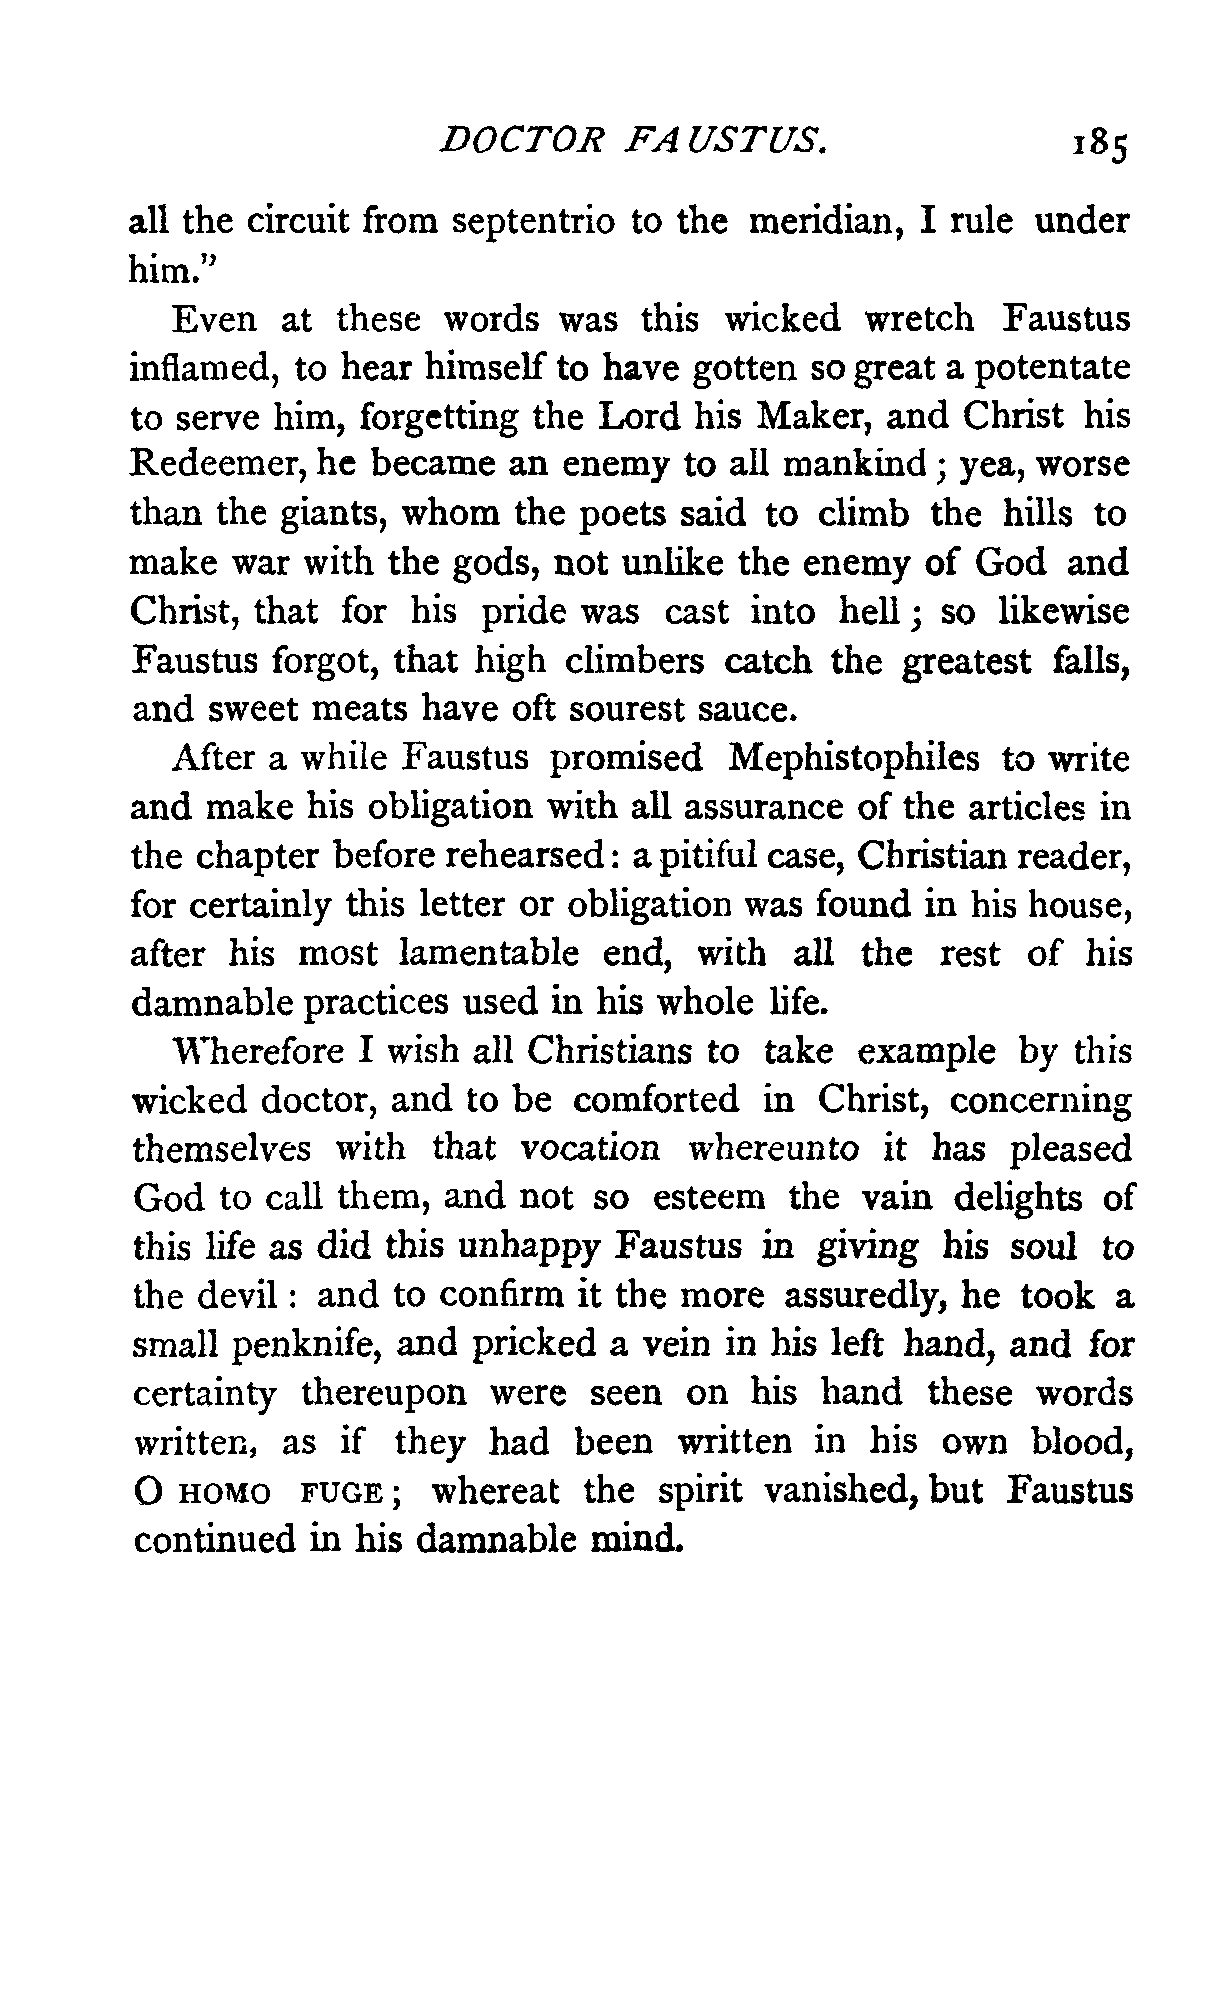 DOCTOR FAUSTUS. 185
all the circuit from septentrio to the meridian, I rule under
him."
Even at these words was this wicked wretch Faustus
inflamed, to hear himself to have gotten so great a potentate
to serve him, forgetting the Lord his Maker, and Christ his
Redeemer, he became an enemy to all mankind ; yea, worse
than the giants, whom the poets said to climb the hills to
make war with the gods, not unlike the enemy of God and
Christ, that for his pride was cast into hell ; so likewise
Faustus forgot, that high climbers catch the greatest falls,
and sweet meats have oft sourest sauce.
After a while Faustus promised Mephistophiles to write
and make his obligation with all assurance of the articles in
the chapter before rehearsed : a pitiful case, Christian reader,
for certainly this letter or obligation was found in his house,
after his most lamentable end, with all the rest of his
damnable practices used in his whole life.
Wherefore I wish all Christians to take example by this
wicked doctor, and to be comforted in Christ, concerning
themselves with that vocation whereunto it has pleased
God to call them, and not so esteem the vain delights of
this life as did this unhappy Faustus in giving his soul to
the devil : and to confirm it the more assuredly, he took a
small penknife, and pricked a vein in his left hand, and for
certainty thereupon were seen on his hand these words
written, as if they had been written in his own blood,
O HOMO FUGE ; whereat the spirit vanished, but Faustus
continued in his damnable mind.